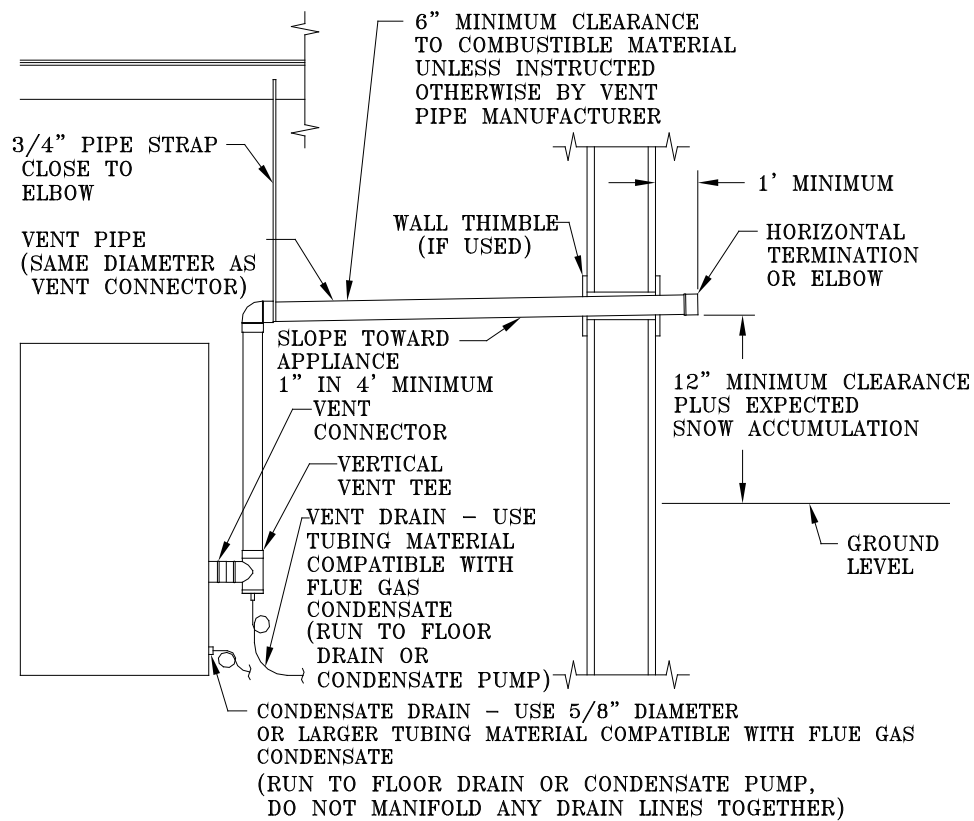 6” MINIMUM CLEARANCE
TO COMBUSTIBLE MATERIAL
UNLESS INSTRUCTED
OTHERWISE BY VENT
PIPE MANUFACTURER
3/4” PIPE STRAP
CLOSE TO
ELBOW
1’ MINIMUM
WALL THIMBLE
(IF USED)
HORIZONTAL
TERMINATION
OR ELBOW
VENT PIPE
(SAME DIAMETER AS
VENT CONNECTOR)
SLOPE TOWARD
APPLIANCE
1” IN 4’ MINIMUM
12” MINIMUM CLEARANCE
PLUS EXPECTED
SNOW ACCUMULATION
VENT
CONNECTOR
VERTICAL
VENT TEE
VENT DRAIN – USE
TUBING MATERIAL
COMPATIBLE WITH
FLUE GAS
CONDENSATE
(RUN TO FLOOR
DRAIN OR
CONDENSATE PUMP)
GROUND
LEVEL
CONDENSATE DRAIN – USE 5/8” DIAMETER
OR LARGER TUBING MATERIAL COMPATIBLE WITH FLUE GAS
CONDENSATE
(RUN TO FLOOR DRAIN OR CONDENSATE PUMP,
DO NOT MANIFOLD ANY DRAIN LINES TOGETHER)